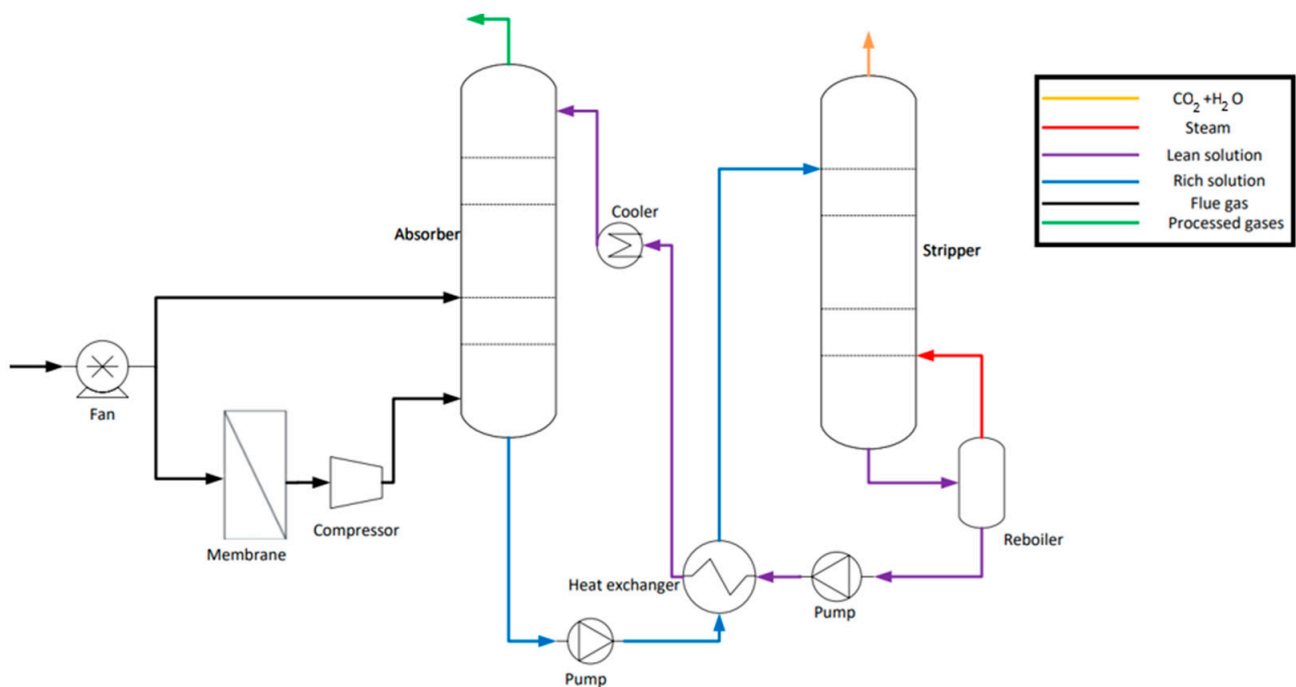 CO2 +H2 O
Steam
Lean solution
Rich solution
Flue gas
Processed gases
Cooler
Absorber
Stripper
Fan
Compressor
Membrane
Reboiler
Heat exchanger
Pump
Pump